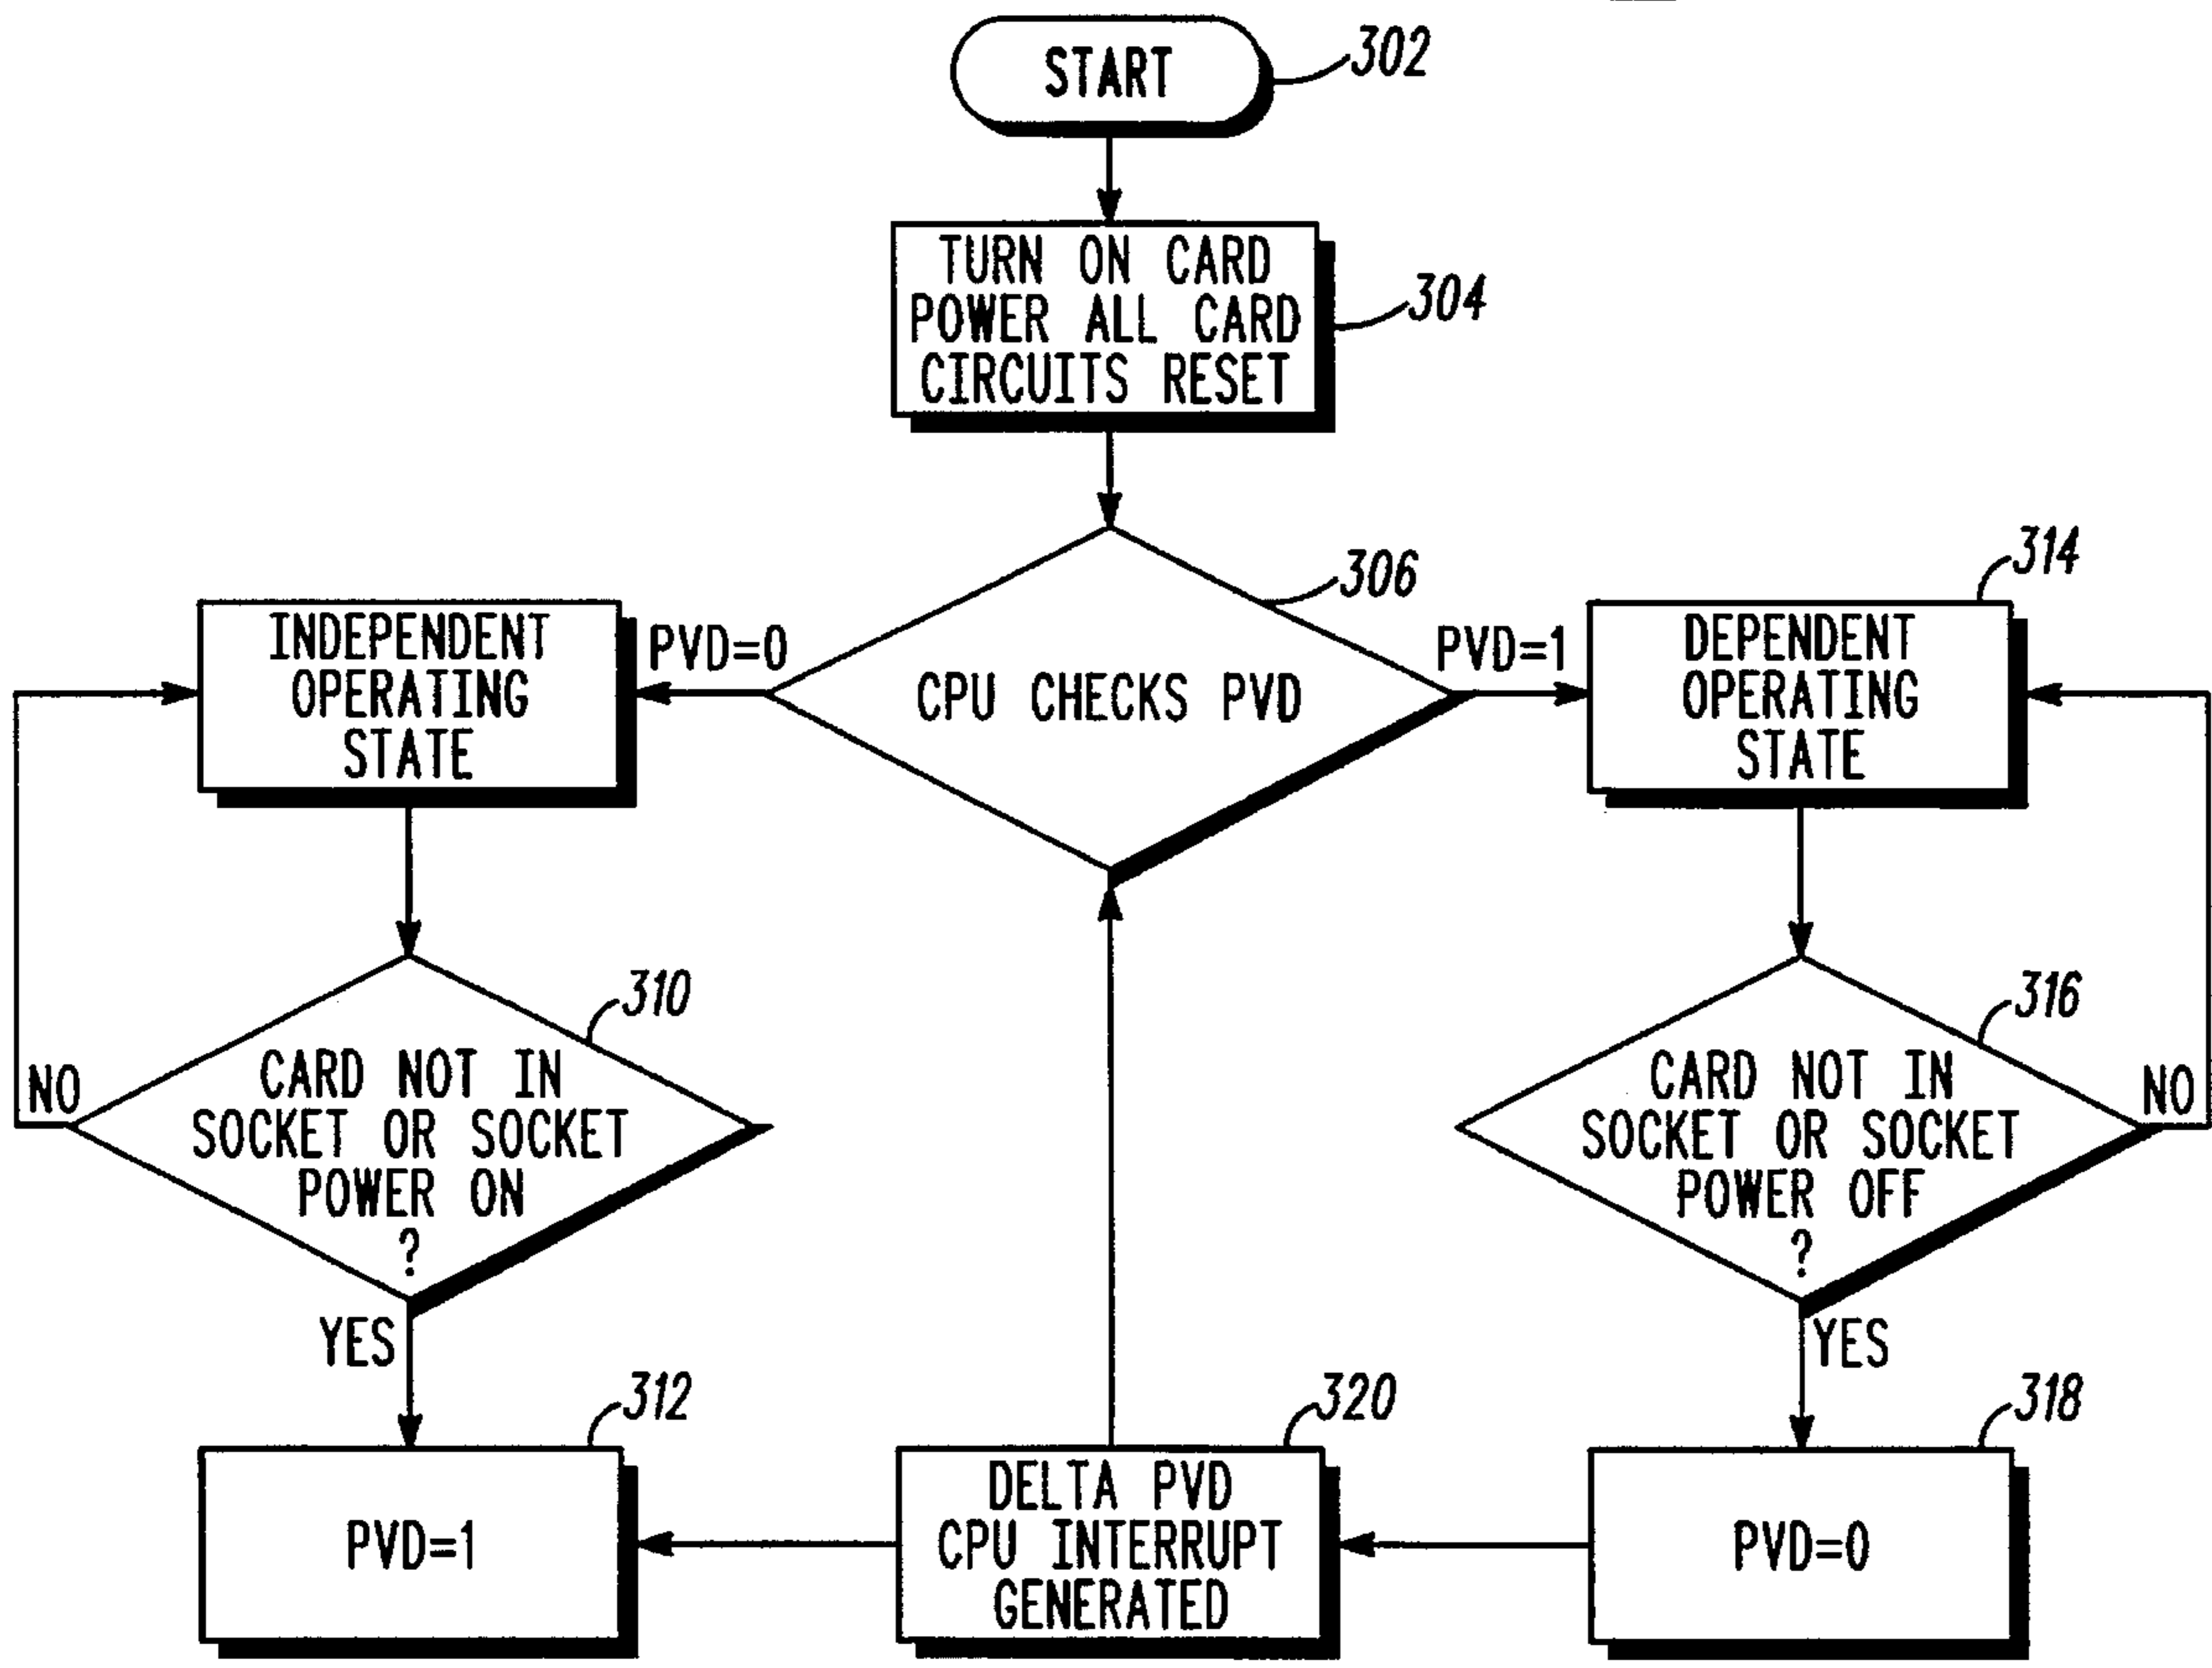 START
302
TURN ON CARD
POWER ALL CARD
CIRCUITS RESET
304
306
CPU CHECKS PVD
PVD=0
PVD=1
INDEPENDENT
OPERATING
STATE
314
DEPENDENT
OPERATING
STATE
310
CARD NOT IN
SOCKET OR SOCKET
POWER ON
?
NO
YES
316
CARD NOT IN
SOCKET OR SOCKET
POWER OFF
?
NO
YES
312
PVD=1
320
DELTA PVD
CPU INTERRUPT
GENERATED
318
PVD=0